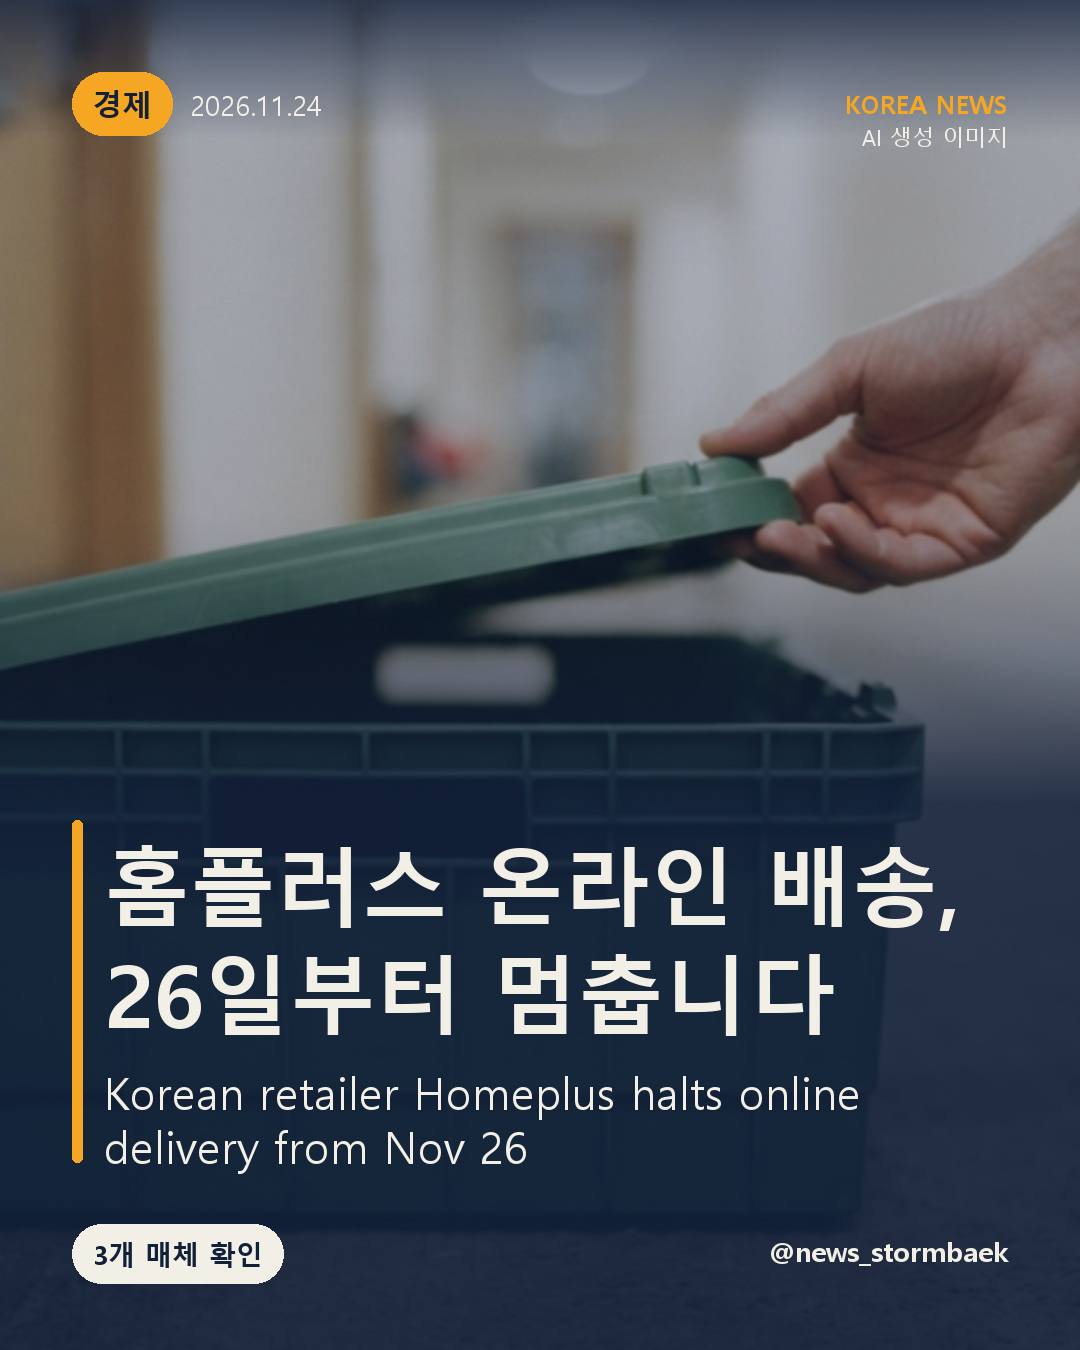 경제
2026.11.24
KOREA NEWS
AI 생성 이미지
홈플러스 온라인 배송,
26일부터 멈춥니다
Korean retailer Homeplus halts online
delivery from Nov 26
3개 매체 확인
@news_stormbaek